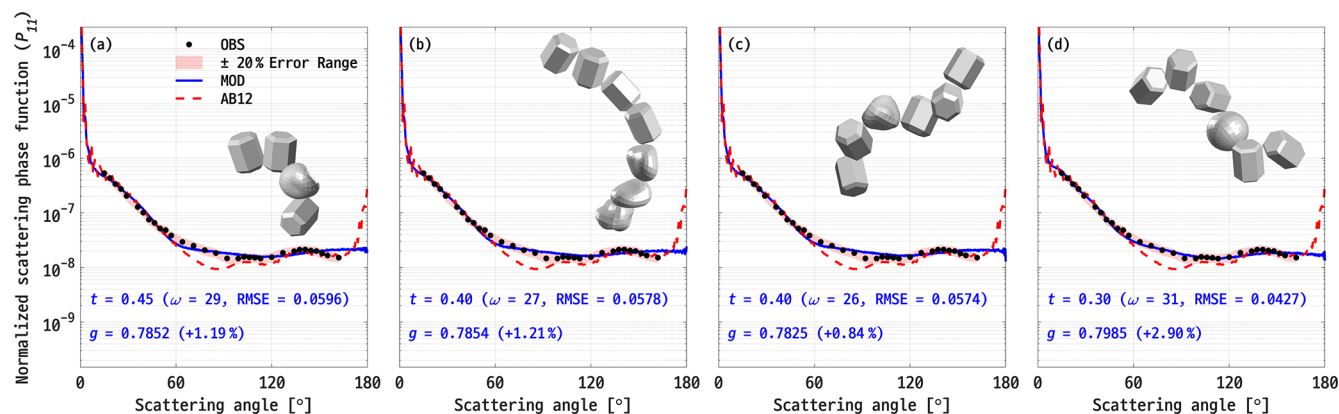 Normalized scattering phase function (P11)
10-4
10-5
10-6
10-7
10-8
10-9
(a)
OBS
± 20% Error Range
MOD
AB12
t = 0.45 (ω = 29, RMSE = 0.0596)
g = 0.7852 (+1.19%)
0 60 120 180
Scattering angle [°]
(b)
t = 0.40 (ω = 27, RMSE = 0.0578)
g = 0.7854 (+1.21%)
0 60 120 180
Scattering angle [°]
(c)
t = 0.40 (ω = 26, RMSE = 0.0574)
g = 0.7825 (+0.84%)
0 60 120 180
Scattering angle [°]
(d)
t = 0.30 (ω = 31, RMSE = 0.0427)
g = 0.7985 (+2.90%)
0 60 120 180
Scattering angle [°]